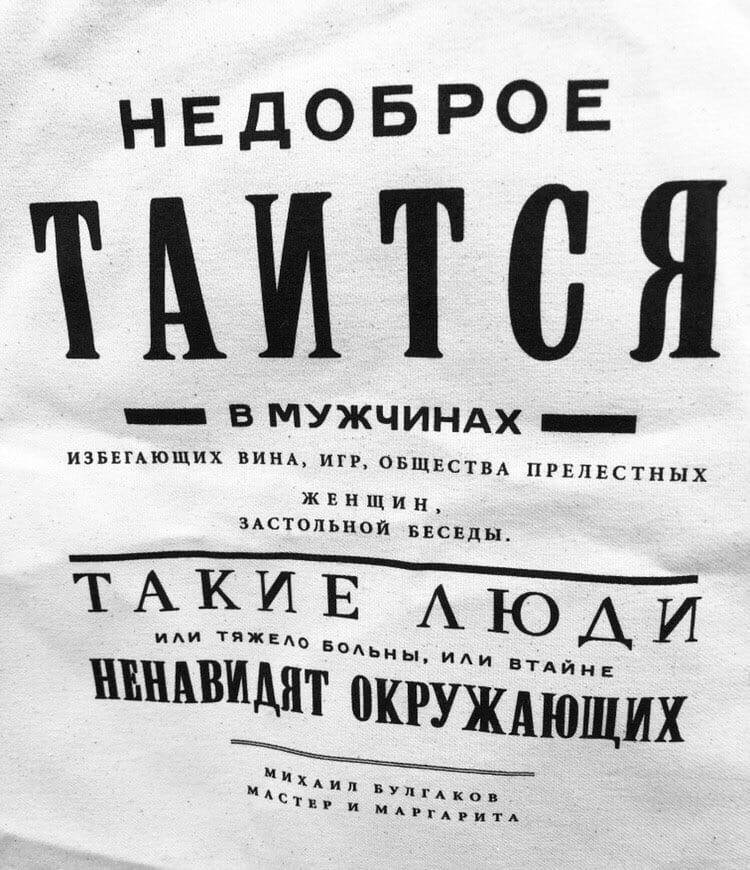 НЕДОБРОЕ
ТАИТСЯ
В МУЖЧИНАХ
ИЗБЕГАЮЩИХ ВИНА, ИГР, ОБЩЕСТВА ПРЕЛЕСТНЫХ
ЖЕНЩИН,
ЗАСТОЛЬНОЙ БЕСЕДЫ.
ТАКИЕ ЛЮДИ
ИЛИ ТЯЖЕЛО БОЛЬНЫ, ИЛИ ВТАЙНЕ
НЕНАВИДЯТ ОКРУЖАЮЩИХ
МИХАИЛ БУЛГАКОВ
МАСТЕР И МАРГАРИТА